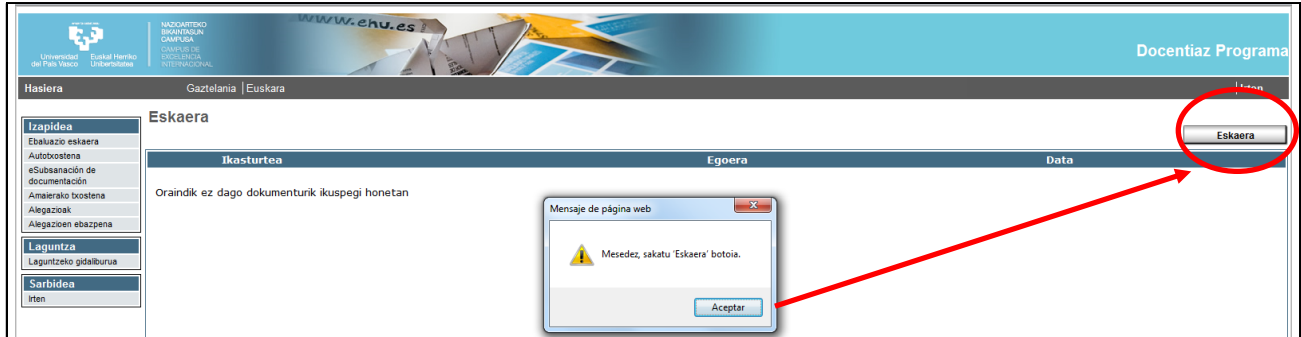 www.ehu.es
Universidad del País Vasco
Euskal Herriko Unibertsitatea
NAZIOARTEKO
BIKAINTASUN
CAMPUSA
CAMPUS DE
EXCELENCIA
INTERNACIONAL
Docentiaz Programa
Hasiera
Gaztelania | Euskara
| Irten
Izapidea
Ebaluazio eskaera
Autotxostena
eSubsanación de
documentación
Amaierako txostena
Alegazioak
Alegazioen ebazpena
Laguntza
Laguntzeko gidaliburua
Sarbidea
Irten
Eskaera
Eskaera
Ikasturtea Egoera Data
Oraindik ez dago dokumenturik ikuspegi honetan
Mensaje de página web
Mesedez, sakatu 'Eskaera' botoia.
Aceptar